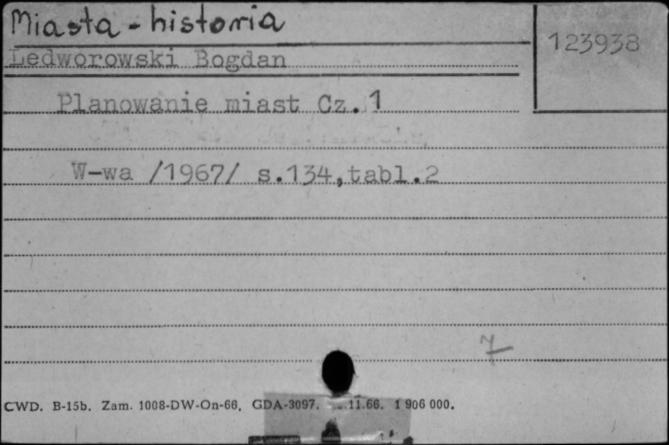 Miasta - historia
123938
Ledworowski Bogdan
Planowanie miast Cz. 1
W-wa /1967/ s.134, tabl.2
7
CWD. B-15b. Zam. 1008-DW-On-66. GDA-3097. 11.66. 1 906 000.